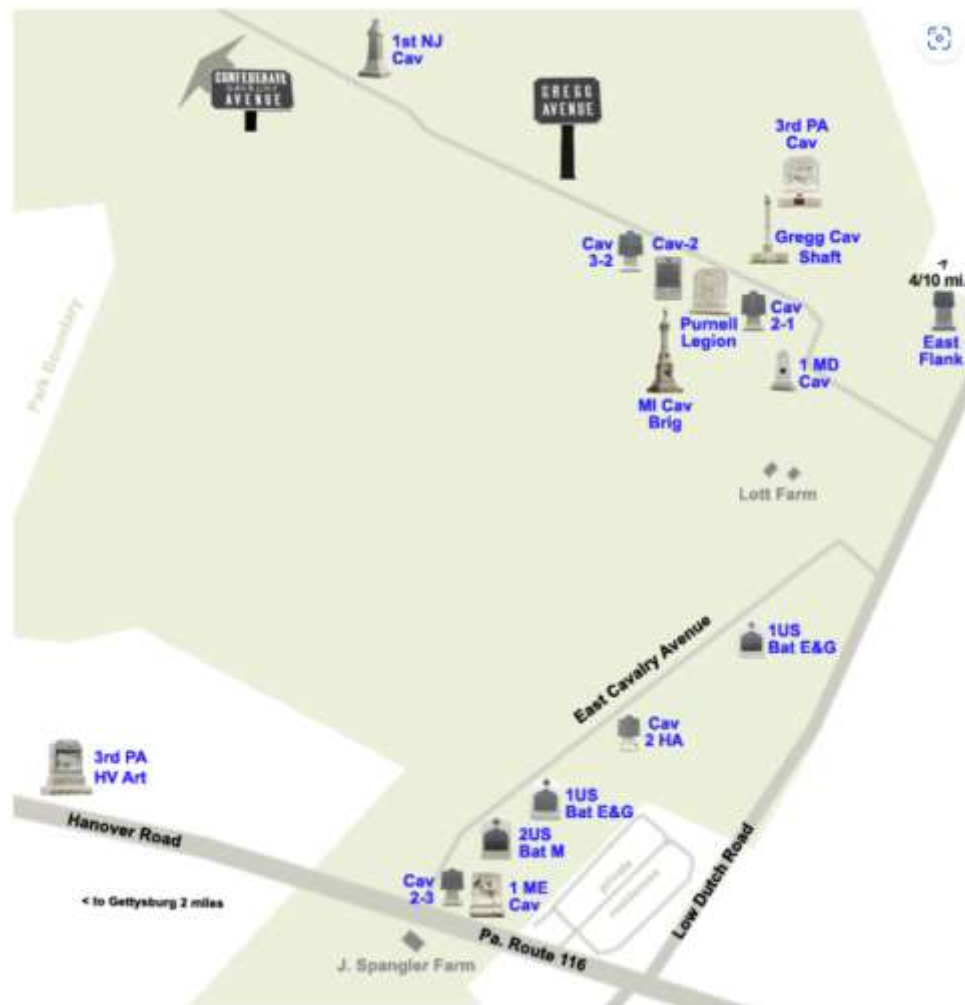 1st NJ
Cav
CONFEDERATE
CAVALRY
AVENUE
GREGG
AVENUE
3rd PA
Cav
Gregg Cav
Shaft
Cav
3-2
Cav-2
4/10 mi.
Purnell
Legion
Cav
2-1
East
Flank
1 MD
Cav
MI Cav
Brig
Park Boundary
Lott Farm
1US
Bat E&G
East Cavalry Avenue
Cav
2 HA
3rd PA
HV Art
1US
Bat E&G
Hanover Road
2US
Bat M
private
Low Dutch Road
Cav
2-3
1 ME
Cav
< to Gettysburg 2 miles
Pa. Route 116
J. Spangler Farm